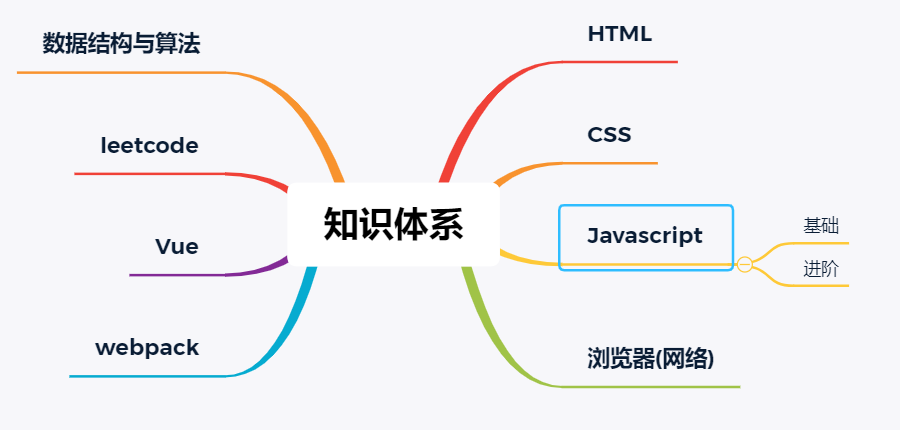 数据结构与算法
leetcode
Vue
webpack
知识体系
HTML
CSS
Javascript
基础
进阶
浏览器(网络)